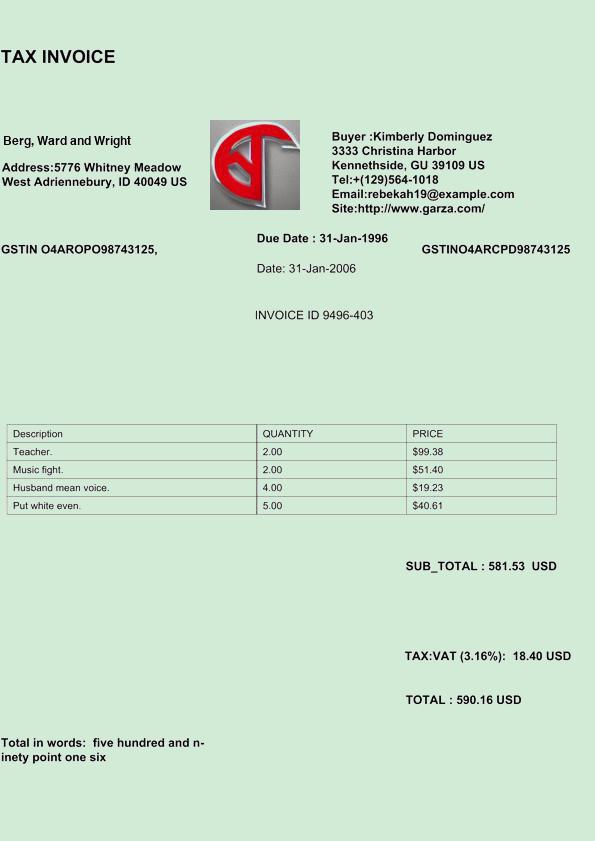 TAX INVOICE
Berg, Ward and Wright
Address:5776 Whitney Meadow
West Adriennebury, ID 40049 US
Buyer :Kimberly Dominguez
3333 Christina Harbor
Kennethside, GU 39109 US
Tel:+(129)564-1018
Email:rebekah19@example.com
Site:http://www.garza.com/
GSTIN O4AROPO98743125,
Due Date : 31-Jan-1996
GSTINO4ARCPD98743125
Date: 31-Jan-2006
INVOICE ID 9496-403
Description QUANTITY PRICE
Teacher. 2.00 $99.38
Music fight. 2.00 $51.40
Husband mean voice. 4.00 $19.23
Put white even. 5.00 $40.61
SUB_TOTAL : 581.53 USD
TAX:VAT (3.16%): 18.40 USD
TOTAL : 590.16 USD
Total in words: five hundred and n-
inety point one six